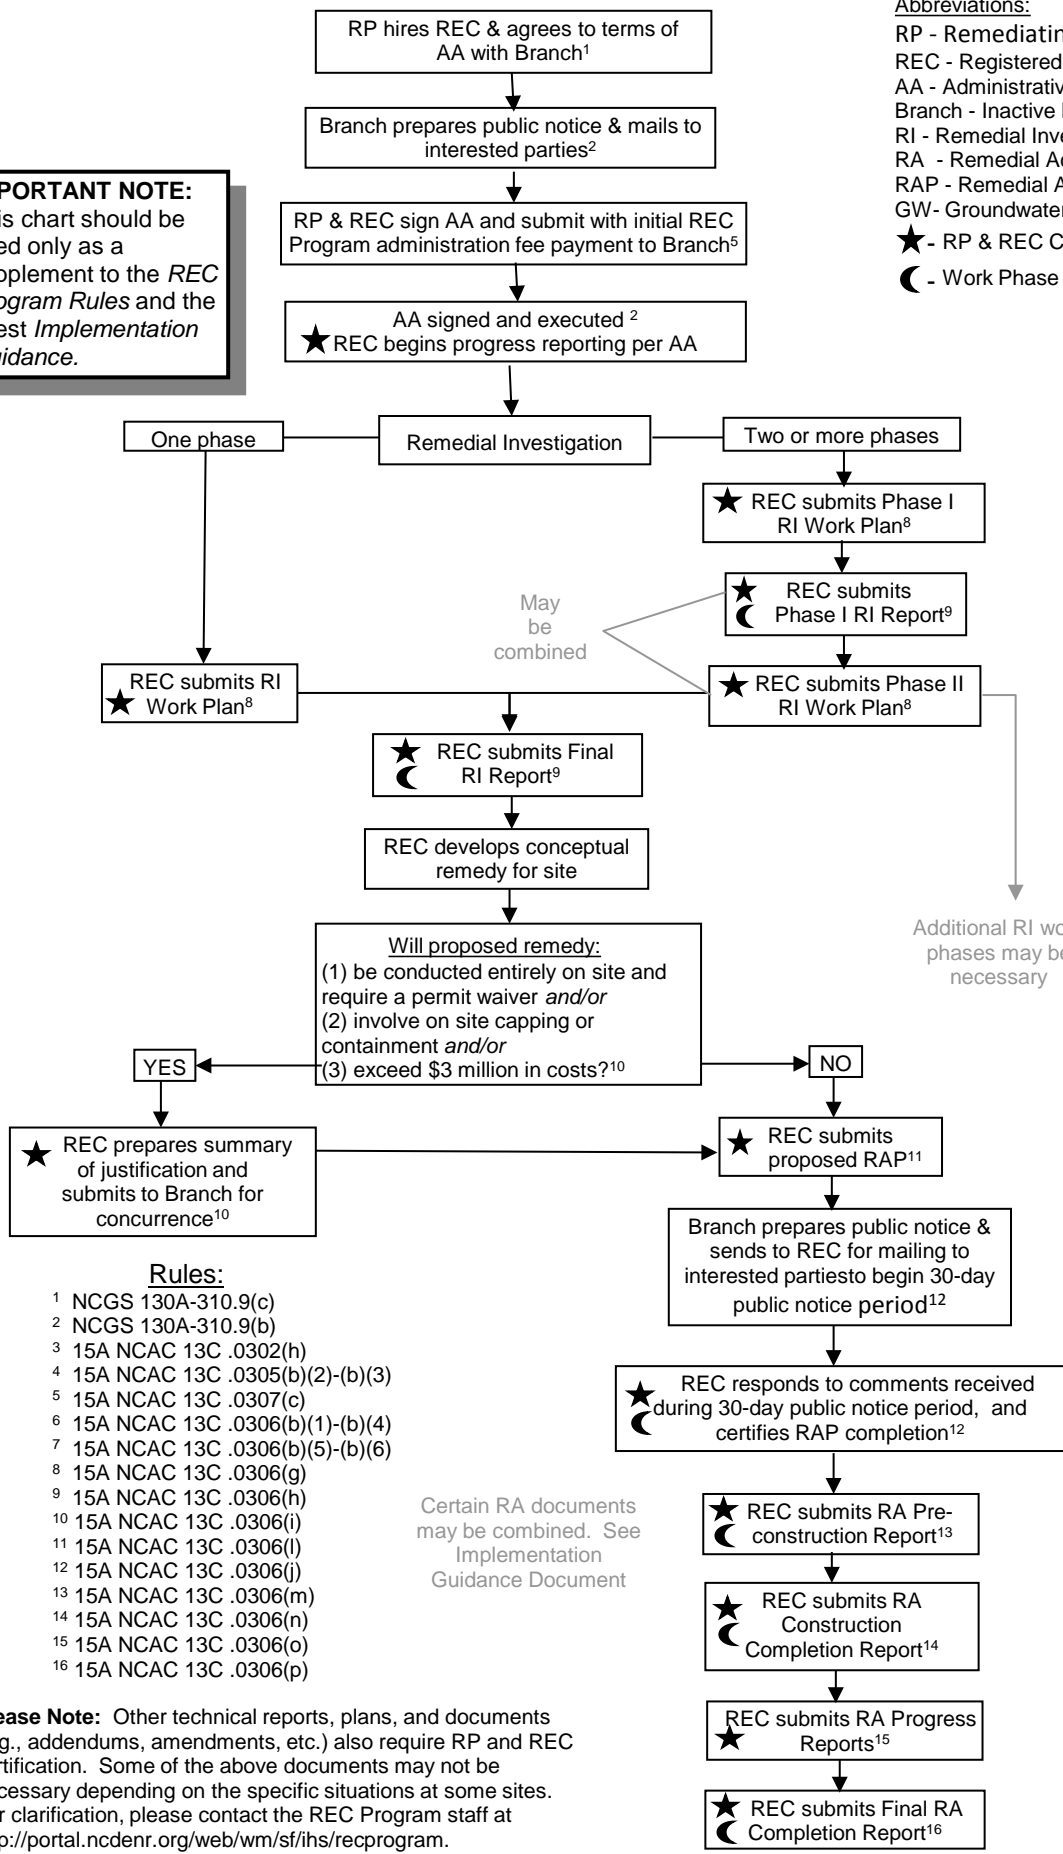 RP hires REC & agrees to terms of
AA with Branch¹
Branch prepares public notice & mails to
interested parties²
RP & REC sign AA and submit with initial REC
Program administration fee payment to Branch⁵
AA signed and executed ²
REC begins progress reporting per AA
Abbreviations:
RP - Remediatin
REC - Registered
AA - Administrativ
Branch - Inactive
RI - Remedial Inve
RA - Remedial Ac
RAP - Remedial A
GW- Groundwater
- RP & REC C
- Work Phase
PORTANT NOTE:
is chart should be
ed only as a
pplement to the REC
ogram Rules and the
est Implementation
uidance.
One phase
Remedial Investigation
Two or more phases
REC submits Phase I
RI Work Plan⁸
REC submits
Phase I RI Report⁹
May
be
combined
REC submits RI
Work Plan⁸
REC submits Phase II
RI Work Plan⁸
REC submits Final
RI Report⁹
REC develops conceptual
remedy for site
Additional RI wo
phases may be
necessary
Will proposed remedy:
(1) be conducted entirely on site and
require a permit waiver and/or
(2) involve on site capping or
containment and/or
(3) exceed $3 million in costs?¹⁰
YES
NO
REC prepares summary
of justification and
submits to Branch for
concurrence¹⁰
REC submits
proposed RAP¹¹
Branch prepares public notice &
sends to REC for mailing to
interested partiesto begin 30-day
public notice period¹²
REC responds to comments received
during 30-day public notice period, and
certifies RAP completion¹²
REC submits RA Pre-
construction Report¹³
REC submits RA
Construction
Completion Report¹⁴
REC submits RA Progress
Reports¹⁵
REC submits Final RA
Completion Report¹⁶
Certain RA documents
may be combined. See
Implementation
Guidance Document
Rules:
¹ NCGS 130A-310.9(c)
² NCGS 130A-310.9(b)
³ 15A NCAC 13C .0302(h)
⁴ 15A NCAC 13C .0305(b)(2)-(b)(3)
⁵ 15A NCAC 13C .0307(c)
⁶ 15A NCAC 13C .0306(b)(1)-(b)(4)
⁷ 15A NCAC 13C .0306(b)(5)-(b)(6)
⁸ 15A NCAC 13C .0306(g)
⁹ 15A NCAC 13C .0306(h)
¹⁰ 15A NCAC 13C .0306(i)
¹¹ 15A NCAC 13C .0306(l)
¹² 15A NCAC 13C .0306(j)
¹³ 15A NCAC 13C .0306(m)
¹⁴ 15A NCAC 13C .0306(n)
¹⁵ 15A NCAC 13C .0306(o)
¹⁶ 15A NCAC 13C .0306(p)
ease Note: Other technical reports, plans, and documents
g., addendums, amendments, etc.) also require RP and REC
rtification. Some of the above documents may not be
cessary depending on the specific situations at some sites.
r clarification, please contact the REC Program staff at
p://portal.ncdenr.org/web/wm/sf/ihs/recprogram.